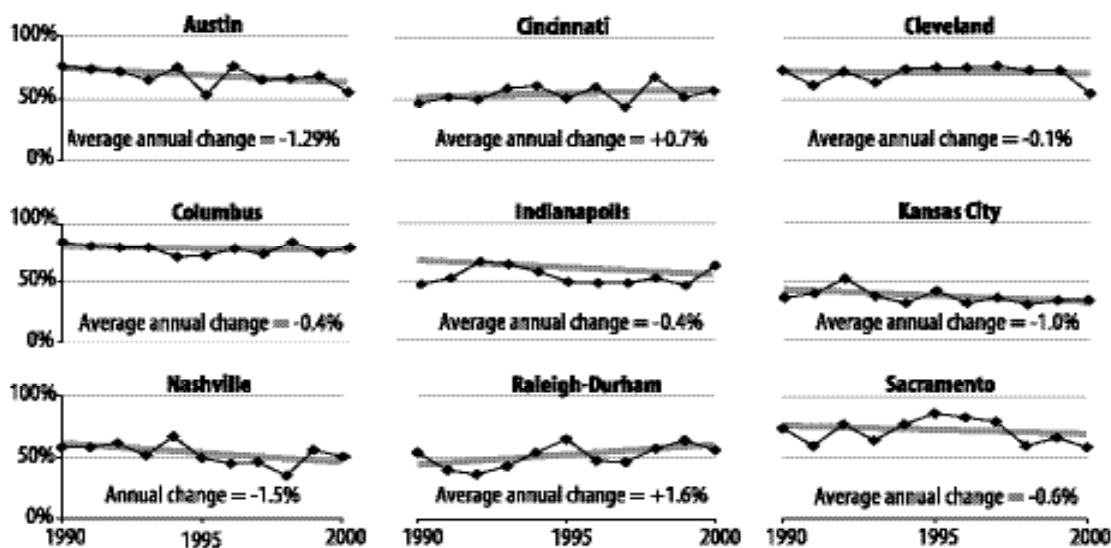 Austin Cincinnati Cleveland
100%
50%
Average annual change = -1.29% Average annual change = +0.7% Average annual change = -0.1%
0%
Columbus Indianapolis Kansas City
100%
50%
Average annual change = -0.4% Average annual change = -0.4% Average annual change = -1.0%
0%
Nashville Raleigh-Durham Sacramento
100%
50%
Annual change = -1.5% Average annual change = +1.6% Average annual change = -0.6%
0%
1990 1995 2000 1990 1995 2000 1990 1995 2000